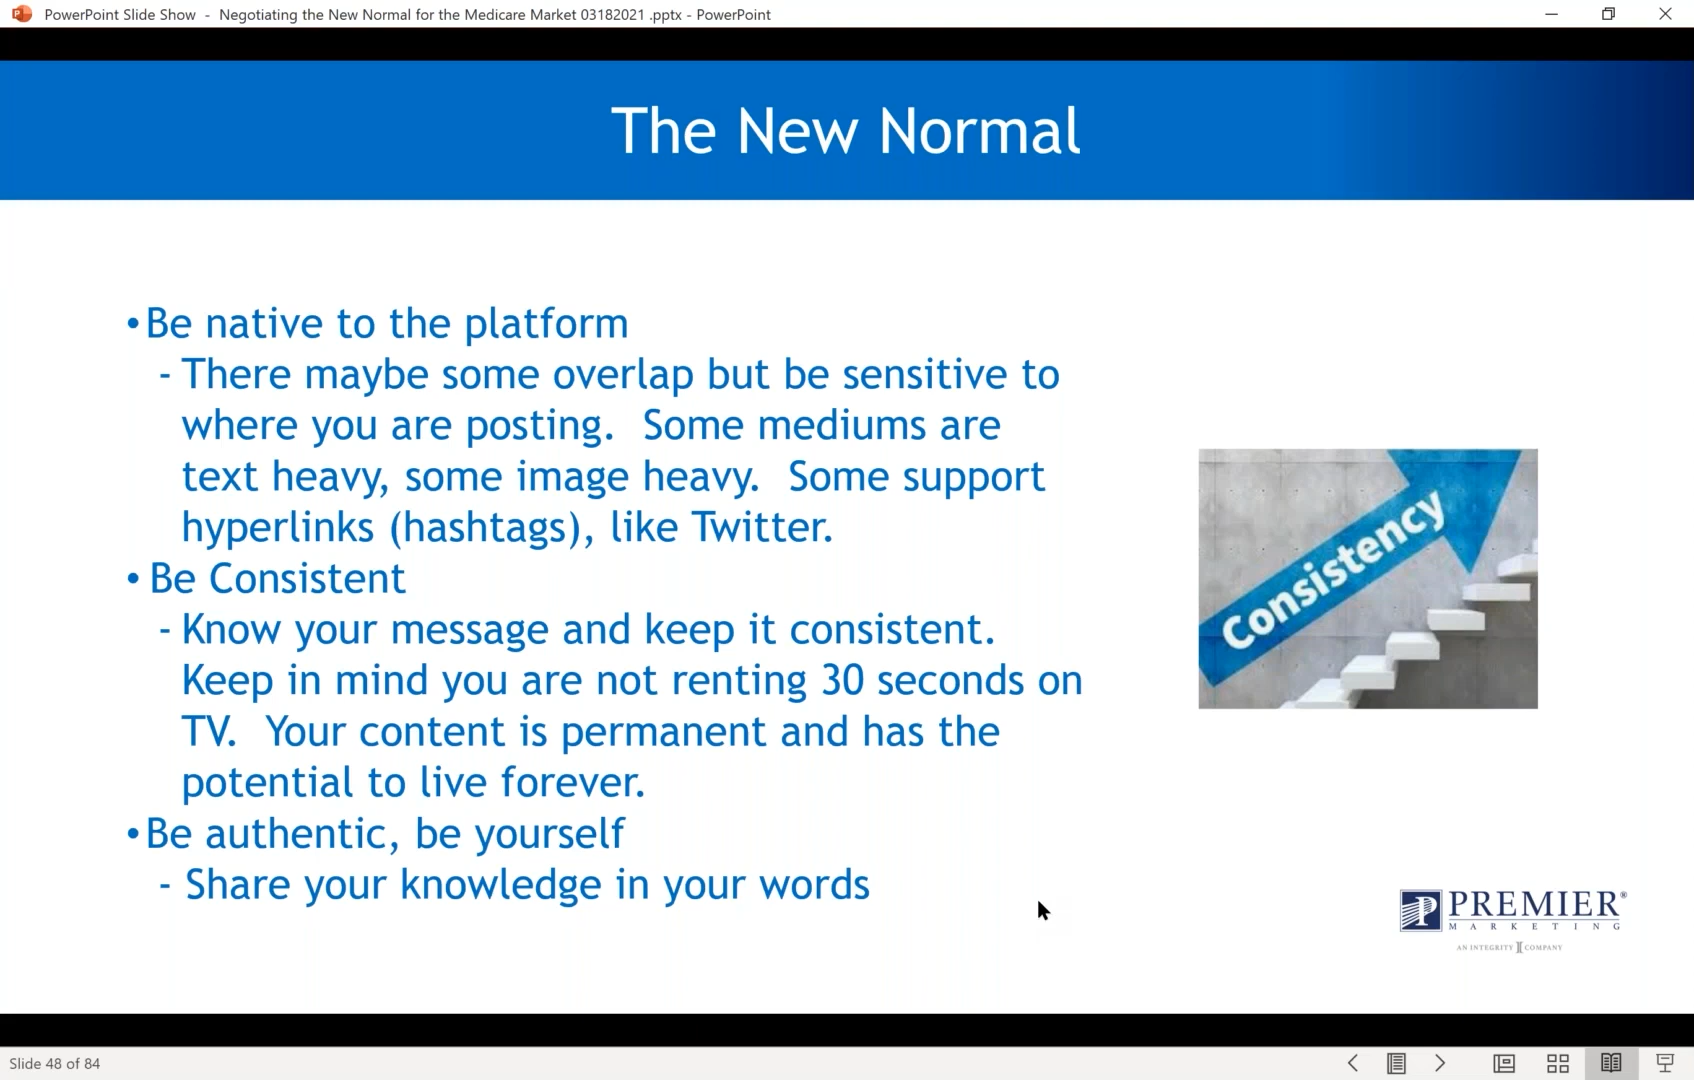 PowerPoint Slide Show - Negotiating the New Normal for the Medicare Market 03182021 .pptx - PowerPoint
The New Normal
•Be native to the platform
- There maybe some overlap but be sensitive to
where you are posting.  Some mediums are
text heavy, some image heavy.  Some support
hyperlinks (hashtags), like Twitter.
• Be Consistent
- Know your message and keep it consistent.
Keep in mind you are not renting 30 seconds on
TV.  Your content is permanent and has the
potential to live forever.
•Be authentic, be yourself
- Share your knowledge in your words
Consistency
P PREMIER®
MARKETING
AN INTEGRITY COMPANY
Slide 48 of 84